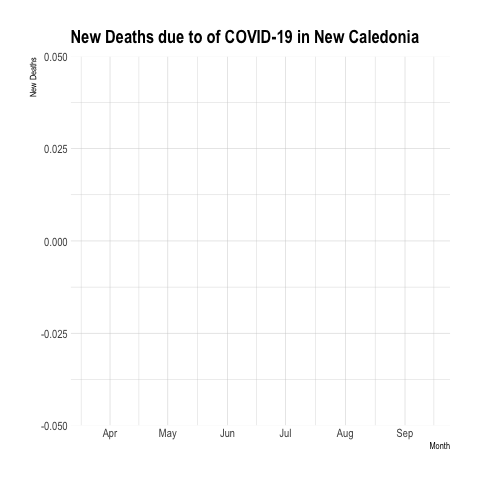 New Deaths due to of COVID-19 in New Caledonia
New Deaths
0.050
0.025
0.000
-0.025
-0.050
Apr May Jun Jul Aug Sep
Month